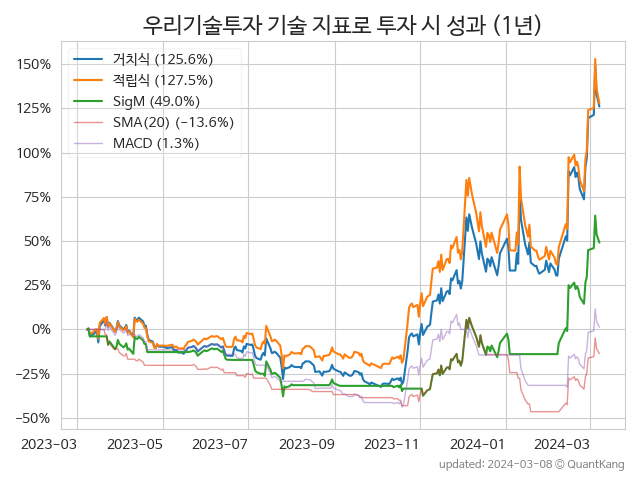 우리기술투자 기술 지표로 투자 시 성과 (1년)
거치식 (125.6%)
적립식 (127.5%)
SigM (49.0%)
SMA(20) (−13.6%)
MACD (1.3%)
150%
125%
100%
75%
50%
25%
0%
−25%
−50%
2023-03 2023-05 2023-07 2023-09 2023-11 2024-01 2024-03
updated: 2024-03-08 © QuantKang